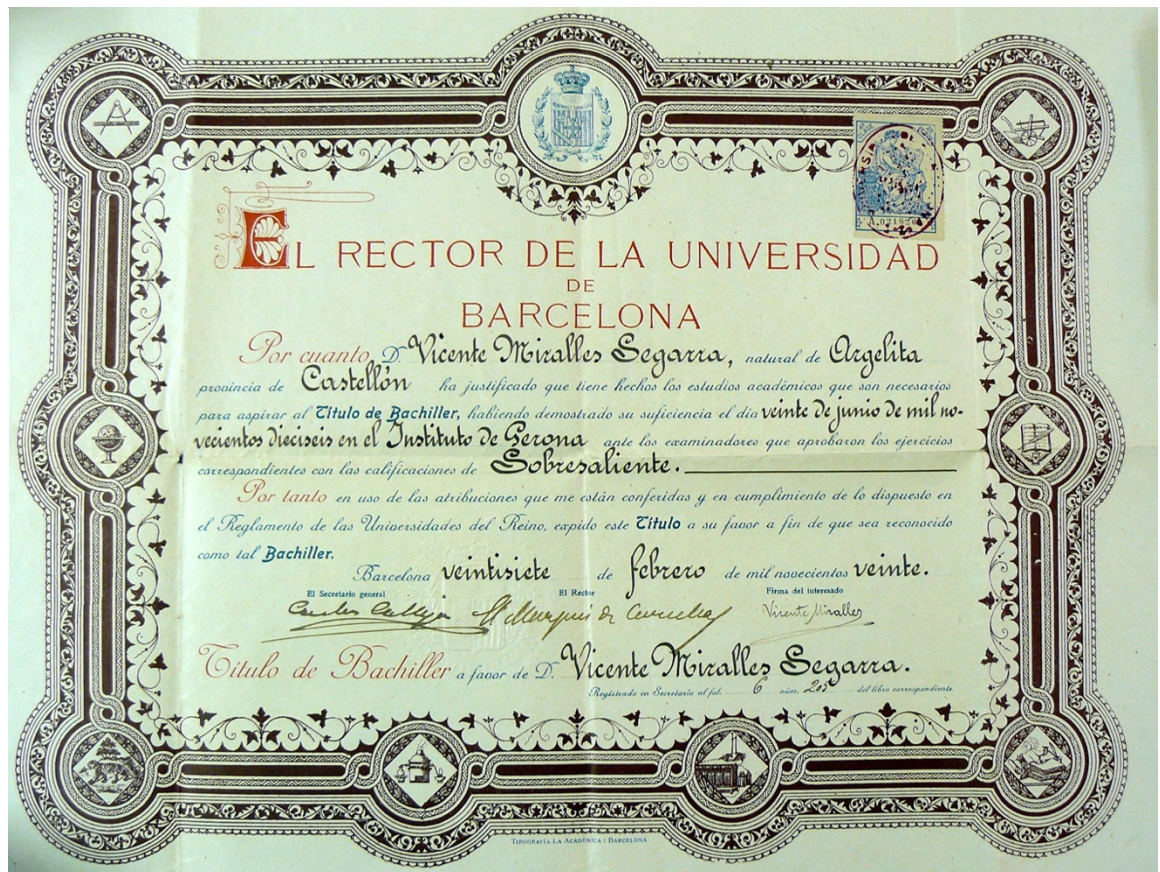 EL RECTOR DE LA UNIVERSIDAD
DE
BARCELONA
Por cuanto D. Vicente Miralles Segarra, natural de Argelita
provincia de Castellón ha justificado que tiene hechos los estudios académicos que son necesarios
para aspirar al Título de Bachiller, habiendo demostrado su suficiencia el día veinte de junio de mil no-
vecientos dieciseis en el Instituto de Gerona ante los examinadores que aprobaron los ejercicios
correspondientes con las calificaciones de Sobresaliente.
Por tanto en uso de las atribuciones que me están conferidas y en cumplimiento de lo dispuesto en
el Reglamento de las Universidades del Reino, expido este Título a su favor a fin de que sea reconocido
como tal Bachiller.
Barcelona veintisiete de febrero de mil novecientos veinte.
El Secretario general El Rector Firma del interesado
Carlos Calleja El Marqués de Vicente Miralles
Título de Bachiller a favor de D. Vicente Miralles Segarra.
Registrado en Secretaría al fol. 6 núm. 205 del libro correspondiente
TIPOGRAFÍA LA ACADÉMICA : BARCELONA